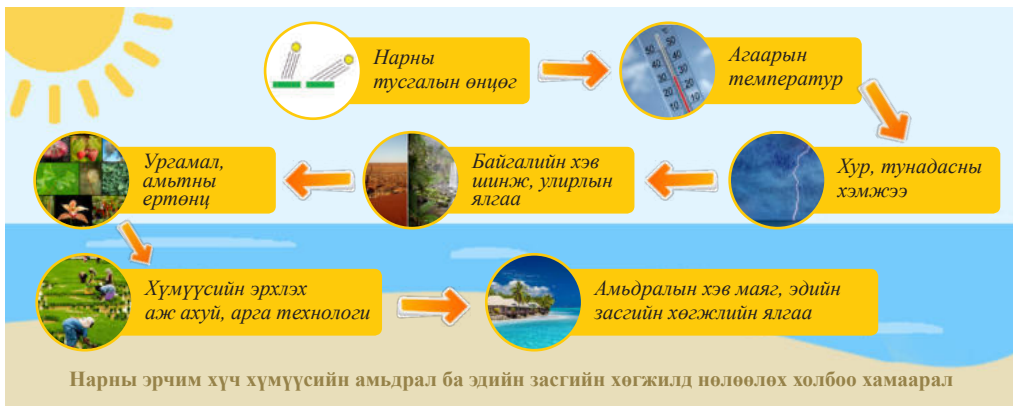 Нарны
тусгалын өнцөг
Агаарын
температур
Хур, тунадасны
хэмжээ
Байгалийн хэв
шинж, улирлын
ялгаа
Ургамал,
амьтны
ертөнц
Хүмүүсийн эрхлэх
аж ахуй, арга технологи
Амьдралын хэв маяг, эдийн
засгийн хөгжлийн ялгаа
Нарны эрчим хүч хүмүүсийн амьдрал ба эдийн засгийн хөгжилд нөлөөлөх холбоо хамаарал